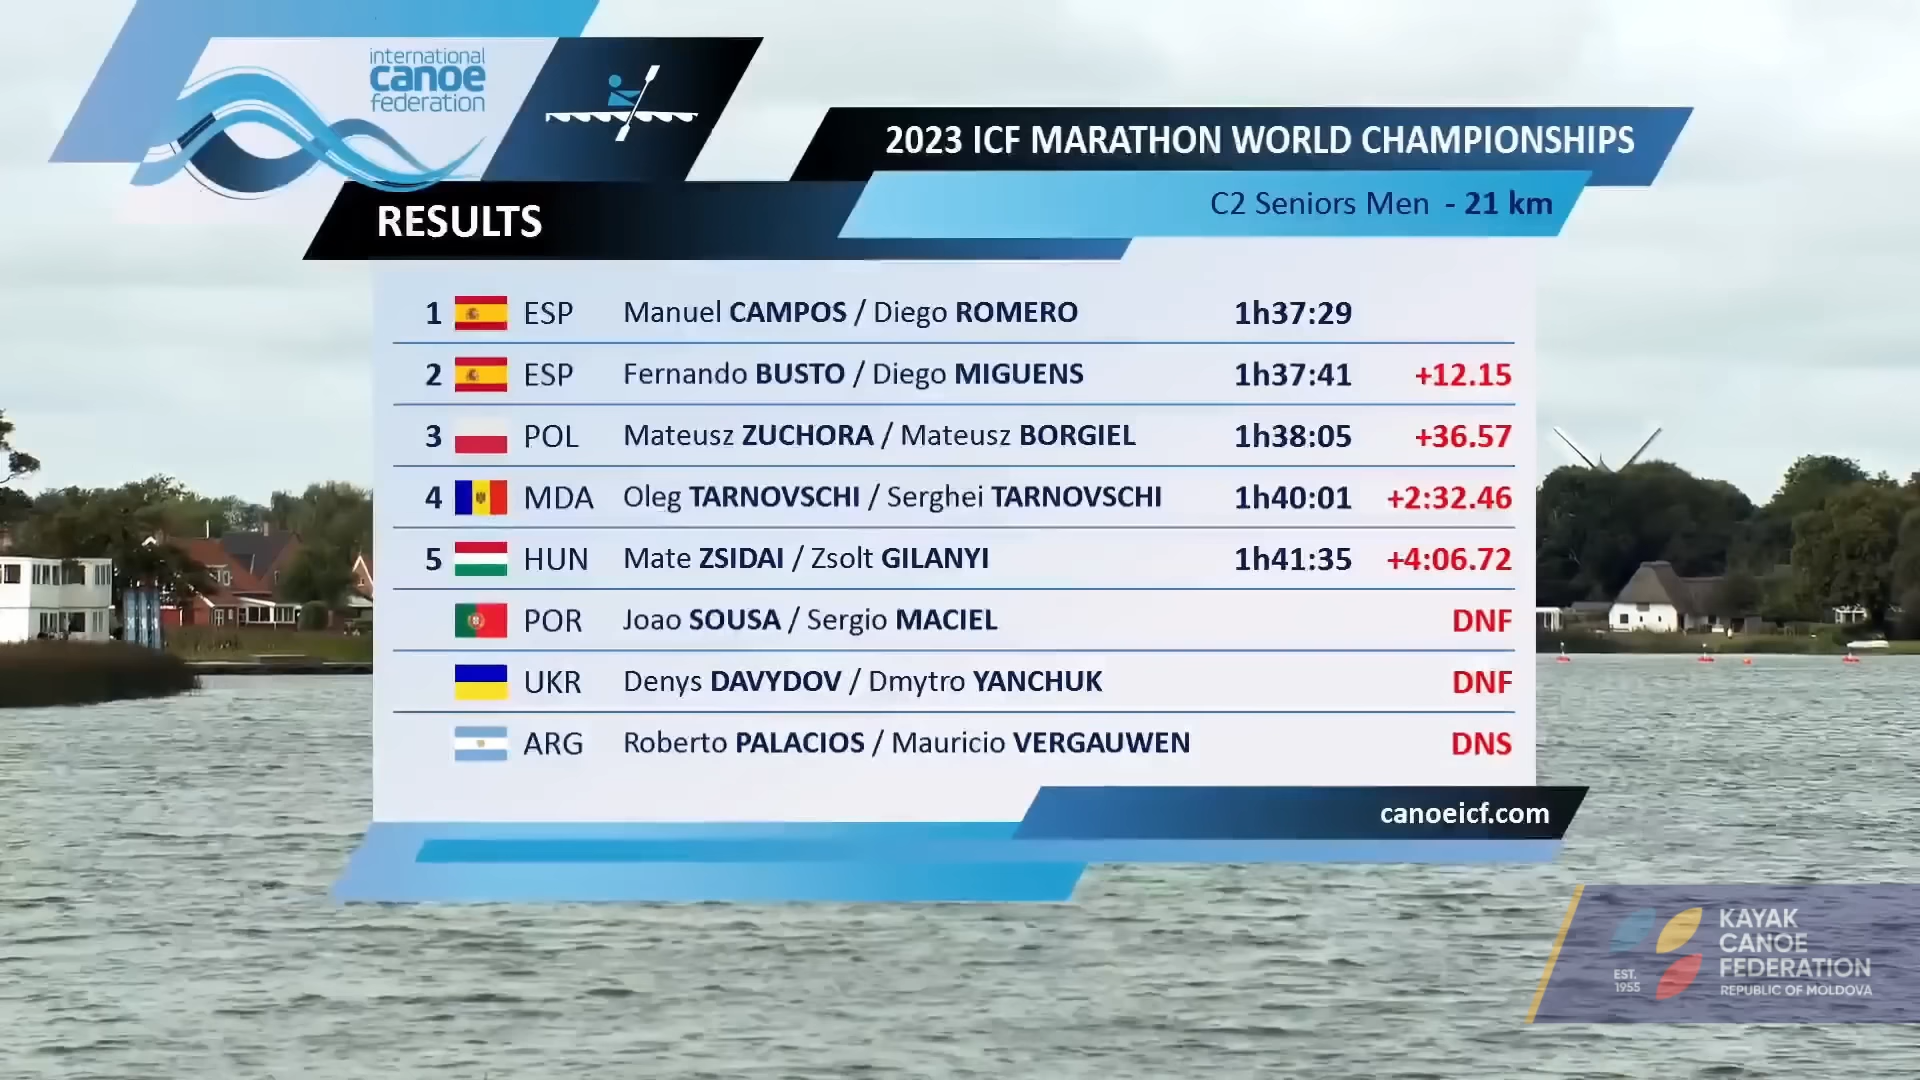 international
canoe
federation
2023 ICF MARATHON WORLD CHAMPIONSHIPS
C2 Seniors Men - 21 km
RESULTS
1 ESP Manuel CAMPOS / Diego ROMERO 1h37:29
2 ESP Fernando BUSTO / Diego MIGUENS 1h37:41 +12.15
3 POL Mateusz ZUCHORA / Mateusz BORGIEL 1h38:05 +36.57
4 MDA Oleg TARNOVSCHI / Serghei TARNOVSCHI 1h40:01 +2:32.46
5 HUN Mate ZSIDAI / Zsolt GILANYI 1h41:35 +4:06.72
POR Joao SOUSA / Sergio MACIEL DNF
UKR Denys DAVYDOV / Dmytro YANCHUK DNF
ARG Roberto PALACIOS / Mauricio VERGAUWEN DNS
canoeicf.com
KAYAK
CANOE
FEDERATION
REPUBLIC OF MOLDOVA
EST.
1955